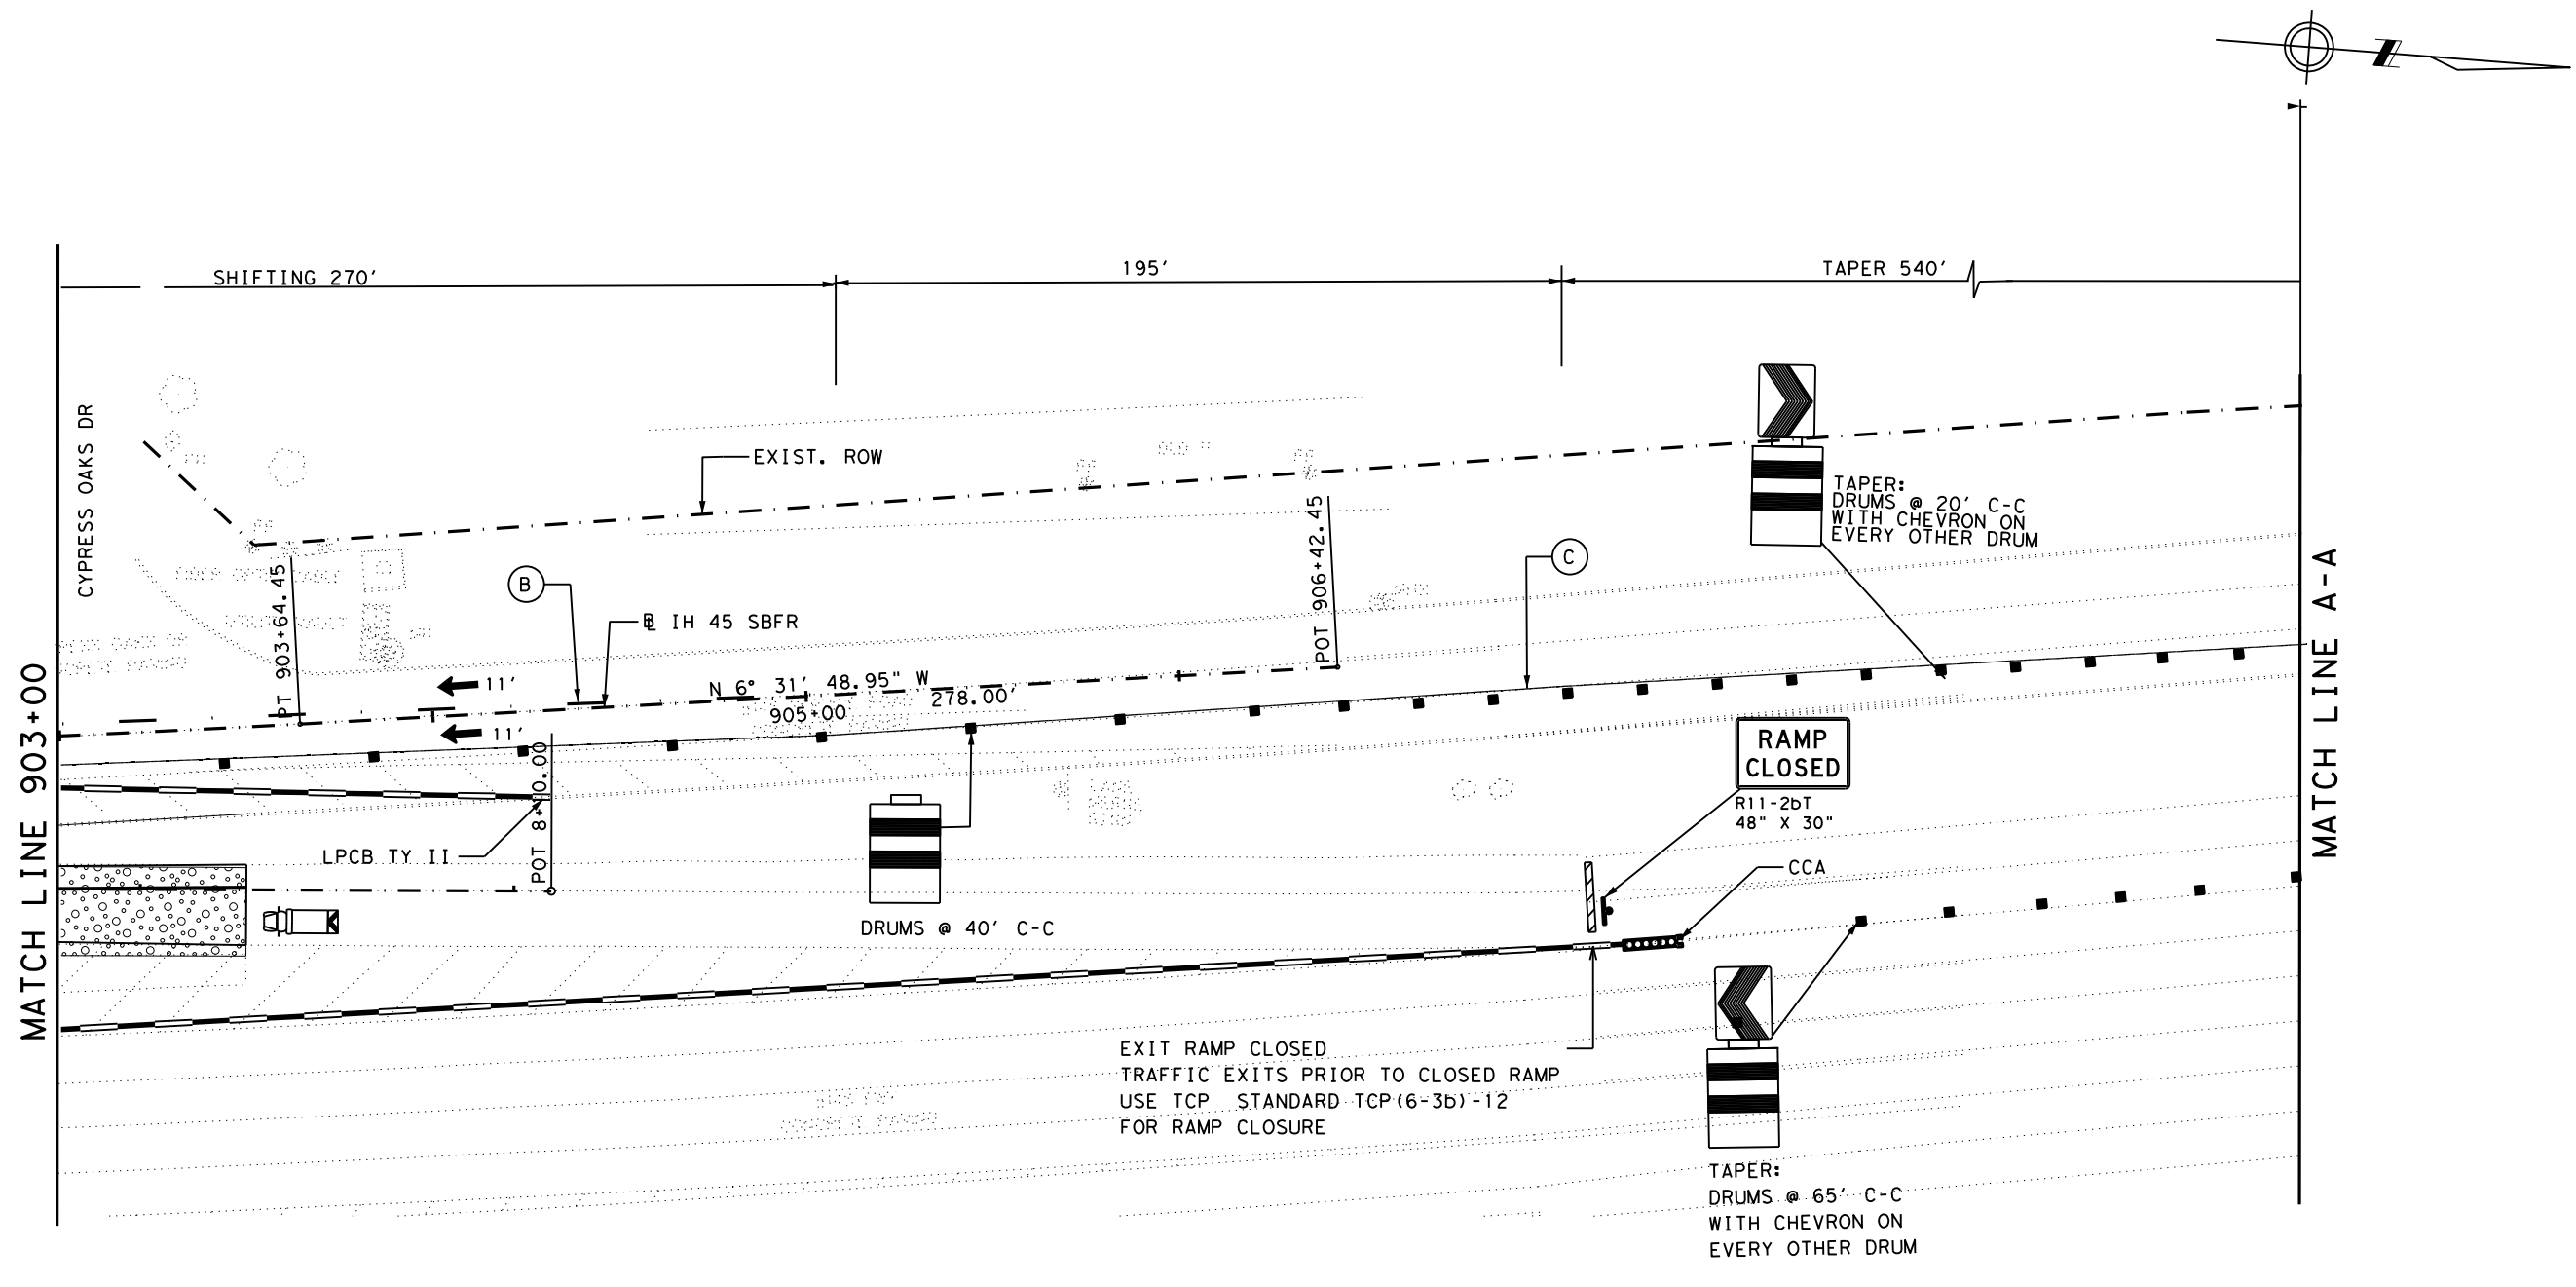 SHIFTING 270'
195'
TAPER 540'
CYPRESS OAKS DR
EXIST. ROW
TAPER:
DRUMS @ 20' C-C
WITH CHEVRON ON
EVERY OTHER DRUM
PT 903+64.45
B
BL IH 45 SBFR
POT 906+42.45
C
11'
11'
N 6° 31' 48.95" W
278.00'
905+00
MATCH LINE 903+00
MATCH LINE A-A
RAMP
CLOSED
R11-2bT
48" X 30"
LPCB TY II
DRUMS @ 40' C-C
CCA
EXIT RAMP CLOSED
TRAFFIC EXITS PRIOR TO CLOSED RAMP
USE TCP STANDARD TCP(6-3b)-12
FOR RAMP CLOSURE
TAPER:
DRUMS @ 65' C-C
WITH CHEVRON ON
EVERY OTHER DRUM